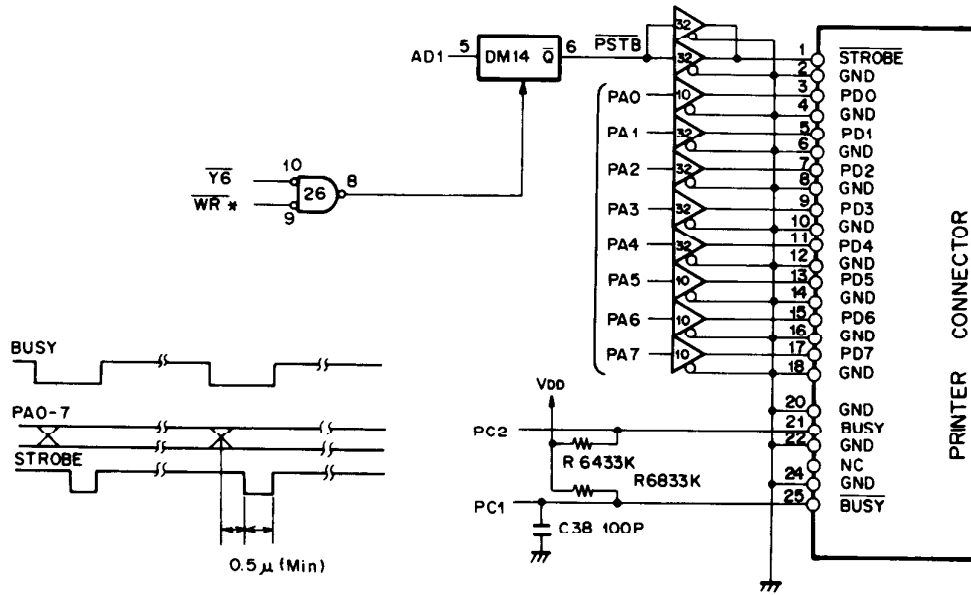 AD1 5 DM14 Q 6 PSTB 32
32 1 STROBE
2 GND
PA0 10 3 PD0
4 GND
PA1 32 5 PD1
6 GND
PA2 32 7 PD2
8 GND
PA3 32 9 PD3
10 GND
PA4 32 11 PD4
12 GND
PA5 10 13 PD5
14 GND
PA6 10 15 PD6
16 GND
PA7 10 17 PD7
18 GND
20 GND
PC2 21 BUSY
22 GND
NC
24 GND
PC1 25 BUSY
PRINTER CONNECTOR
Y6 10
26 8
WR * 9
VDD
R 6433K
R6833K
C38 100P
BUSY
PA0-7
STROBE
0.5 μ (Min)